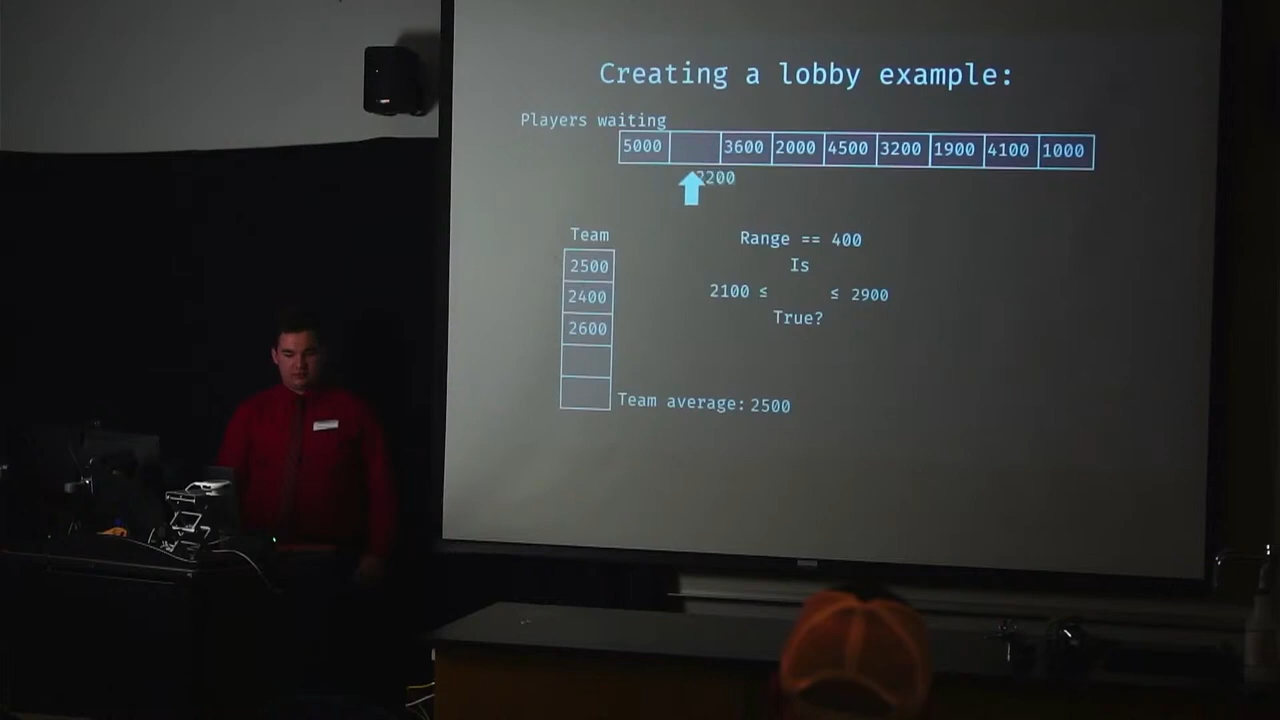 Creating a lobby example:
Players waiting
5000 3600 2000 4500 3200 1900 4100 1000
2200
Team
2500
2400
2600
Range == 400
Is
2100 ≤ ≤ 2900
True?
Team average: 2500